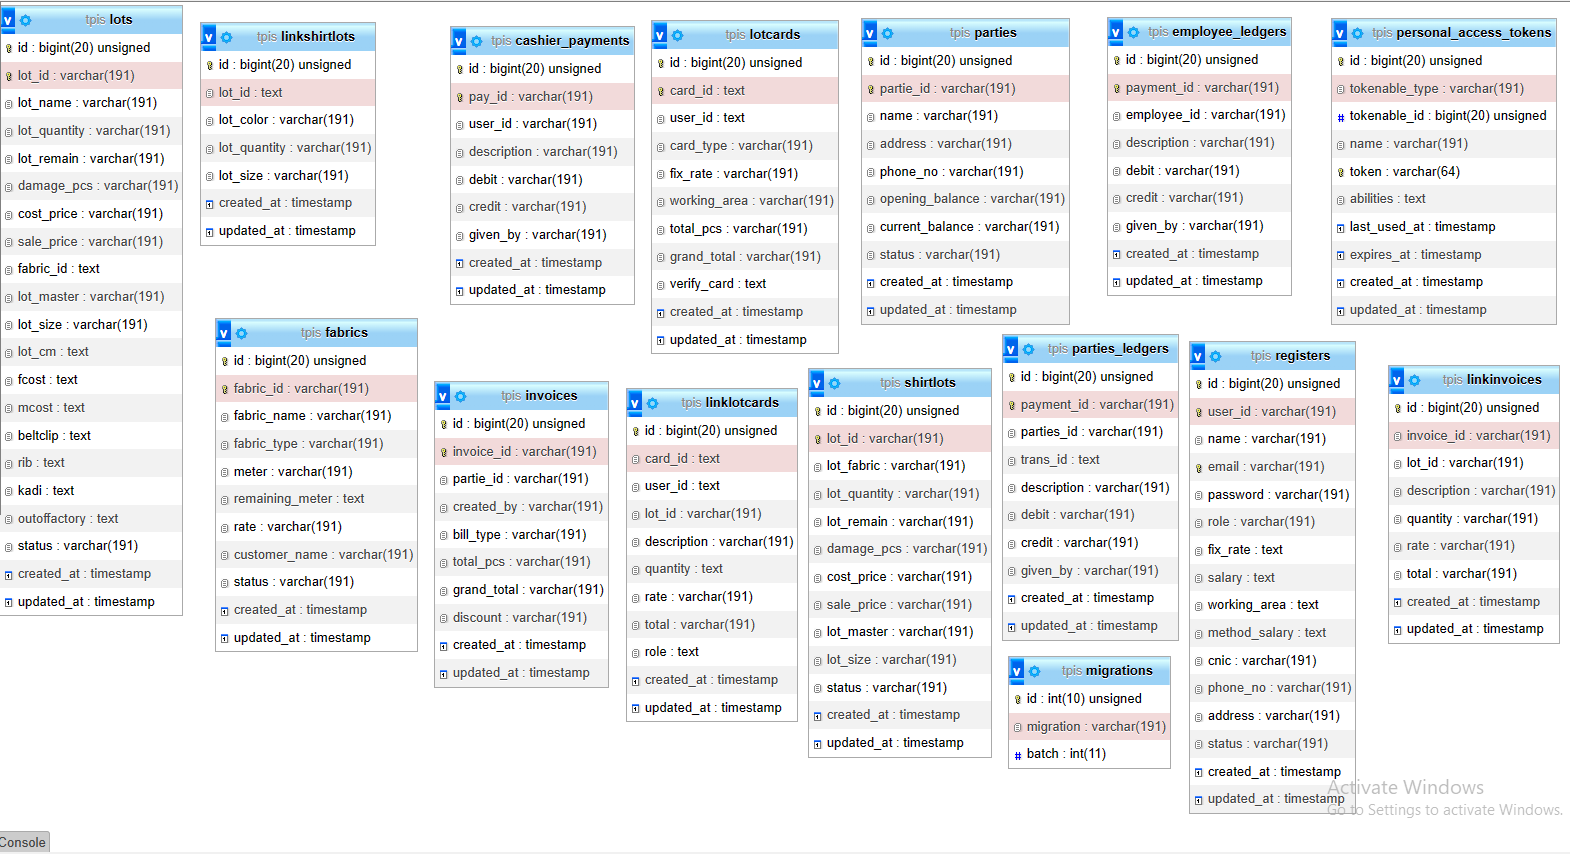 tpis lots
id : bigint(20) unsigned
lot_id : varchar(191)
lot_name : varchar(191)
lot_quantity : varchar(191)
lot_remain : varchar(191)
damage_pcs : varchar(191)
cost_price : varchar(191)
sale_price : varchar(191)
fabric_id : text
lot_master : varchar(191)
lot_size : varchar(191)
lot_cm : text
fcost : text
mcost : text
beltclip : text
rib : text
kadi : text
outoffactory : text
status : varchar(191)
created_at : timestamp
updated_at : timestamp
tpis linkshirtlots
id : bigint(20) unsigned
lot_id : text
lot_color : varchar(191)
lot_quantity : varchar(191)
lot_size : varchar(191)
created_at : timestamp
updated_at : timestamp
tpis cashier_payments
id : bigint(20) unsigned
pay_id : varchar(191)
user_id : varchar(191)
description : varchar(191)
debit : varchar(191)
credit : varchar(191)
given_by : varchar(191)
created_at : timestamp
updated_at : timestamp
tpis lotcards
id : bigint(20) unsigned
card_id : text
user_id : text
card_type : varchar(191)
fix_rate : varchar(191)
working_area : varchar(191)
total_pcs : varchar(191)
grand_total : varchar(191)
verify_card : text
created_at : timestamp
updated_at : timestamp
tpis parties
id : bigint(20) unsigned
partie_id : varchar(191)
name : varchar(191)
address : varchar(191)
phone_no : varchar(191)
opening_balance : varchar(191)
current_balance : varchar(191)
status : varchar(191)
created_at : timestamp
updated_at : timestamp
tpis employee_ledgers
id : bigint(20) unsigned
payment_id : varchar(191)
employee_id : varchar(191)
description : varchar(191)
debit : varchar(191)
credit : varchar(191)
given_by : varchar(191)
created_at : timestamp
updated_at : timestamp
tpis personal_access_tokens
id : bigint(20) unsigned
tokenable_type : varchar(191)
# tokenable_id : bigint(20) unsigned
name : varchar(191)
token : varchar(64)
abilities : text
last_used_at : timestamp
expires_at : timestamp
created_at : timestamp
updated_at : timestamp
tpis fabrics
id : bigint(20) unsigned
fabric_id : varchar(191)
fabric_name : varchar(191)
fabric_type : varchar(191)
meter : varchar(191)
remaining_meter : text
rate : varchar(191)
customer_name : varchar(191)
status : varchar(191)
created_at : timestamp
updated_at : timestamp
tpis invoices
id : bigint(20) unsigned
invoice_id : varchar(191)
partie_id : varchar(191)
created_by : varchar(191)
bill_type : varchar(191)
total_pcs : varchar(191)
grand_total : varchar(191)
discount : varchar(191)
created_at : timestamp
updated_at : timestamp
tpis linklotcards
id : bigint(20) unsigned
card_id : text
user_id : text
lot_id : varchar(191)
description : varchar(191)
quantity : text
rate : varchar(191)
total : varchar(191)
role : text
created_at : timestamp
updated_at : timestamp
tpis shirtlots
id : bigint(20) unsigned
lot_id : varchar(191)
lot_fabric : varchar(191)
lot_quantity : varchar(191)
lot_remain : varchar(191)
damage_pcs : varchar(191)
cost_price : varchar(191)
sale_price : varchar(191)
lot_master : varchar(191)
lot_size : varchar(191)
status : varchar(191)
created_at : timestamp
updated_at : timestamp
tpis parties_ledgers
id : bigint(20) unsigned
payment_id : varchar(191)
parties_id : varchar(191)
trans_id : text
description : varchar(191)
debit : varchar(191)
credit : varchar(191)
given_by : varchar(191)
created_at : timestamp
updated_at : timestamp
tpis migrations
id : int(10) unsigned
migration : varchar(191)
# batch : int(11)
tpis registers
id : bigint(20) unsigned
user_id : varchar(191)
name : varchar(191)
email : varchar(191)
password : varchar(191)
role : varchar(191)
fix_rate : text
salary : text
working_area : text
method_salary : text
cnic : varchar(191)
phone_no : varchar(191)
address : varchar(191)
status : varchar(191)
created_at : timestamp
updated_at : timestamp
tpis linkinvoices
id : bigint(20) unsigned
invoice_id : varchar(191)
lot_id : varchar(191)
description : varchar(191)
quantity : varchar(191)
rate : varchar(191)
total : varchar(191)
created_at : timestamp
updated_at : timestamp
Activate Windows
Go to Settings to activate Windows.
Console